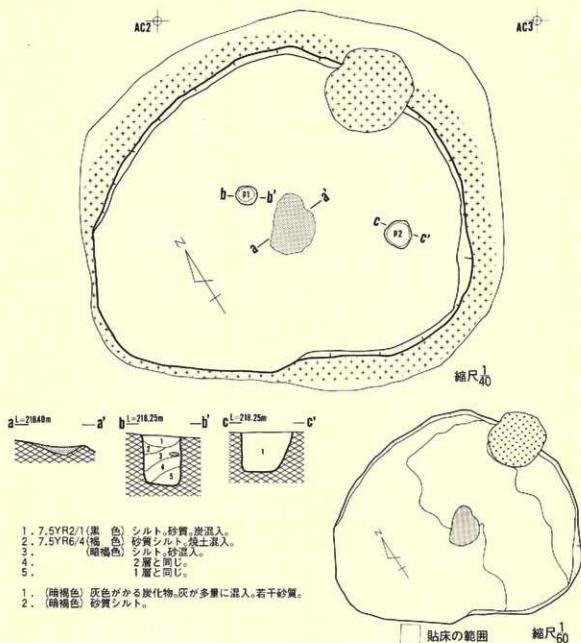 AC2
AC3
b P1 b'
a'
a
c P2 c'
N
縮尺1/40
a L=218.40m a' b L=218.25m b' c L=218.25m c'
1
2
3
4
5
1
1. 7.5YR2/1(黒 色) シルト。砂質。炭混入。
2. 7.5YR6/4(橙 色) 砂質シルト。焼土混入。
3. (暗褐色) シルト。砂混入。
4. 2層と同じ。
5. 1層と同じ。
1. (暗褐色) 灰色がかる炭化物。灰が多量に混入。若干砂質。
2. (暗褐色) 砂質シルト。
N
貼床の範囲 縮尺1/60